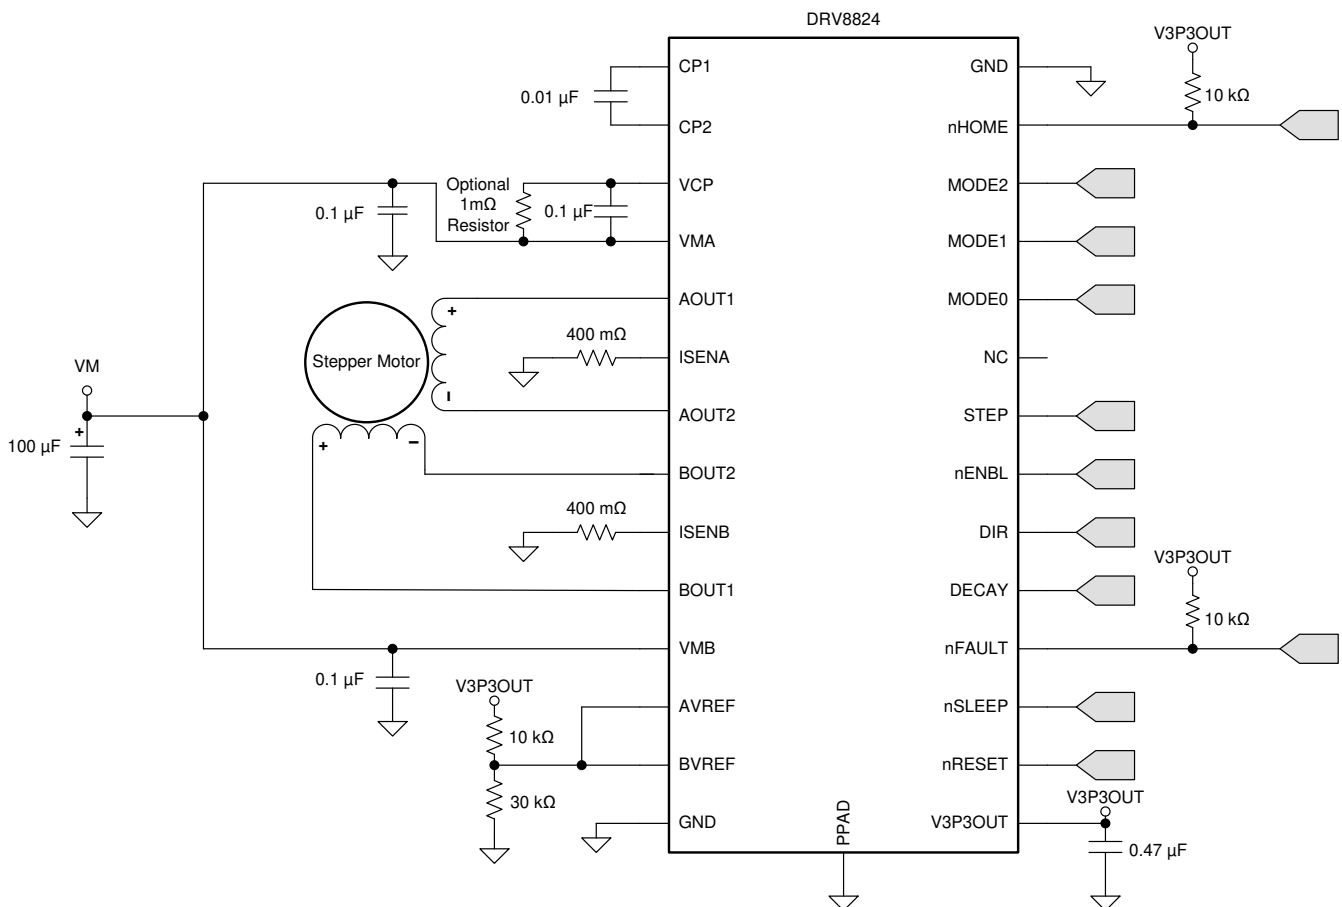 DRV8824
V3P3OUT
10 kΩ
CP1
0.01 µF
CP2
VCP
Optional
1mΩ
Resistor
0.1 µF
0.1 µF
VMA
AOUT1
+
400 mΩ
ISENA
Stepper Motor
–
AOUT2
VM
+
100 µF
+
–
BOUT2
400 mΩ
ISENB
BOUT1
VMB
0.1 µF
V3P3OUT
AVREF
10 kΩ
BVREF
30 kΩ
GND
PPAD
GND
nHOME
MODE2
MODE1
MODE0
NC
STEP
nENBL
DIR
V3P3OUT
DECAY
10 kΩ
nFAULT
nSLEEP
nRESET
V3P3OUT
V3P3OUT
0.47 µF